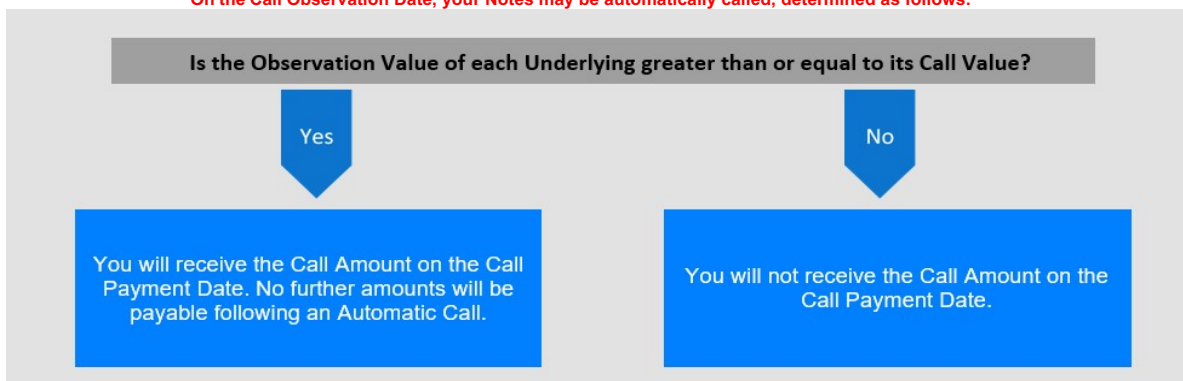 On the Call Observation Date, your Notes may be automatically called, determined as follows:
Is the Observation Value of each Underlying greater than or equal to its Call Value?
Yes
No
You will receive the Call Amount on the Call
Payment Date. No further amounts will be
payable following an Automatic Call.
You will not receive the Call Amount on the
Call Payment Date.